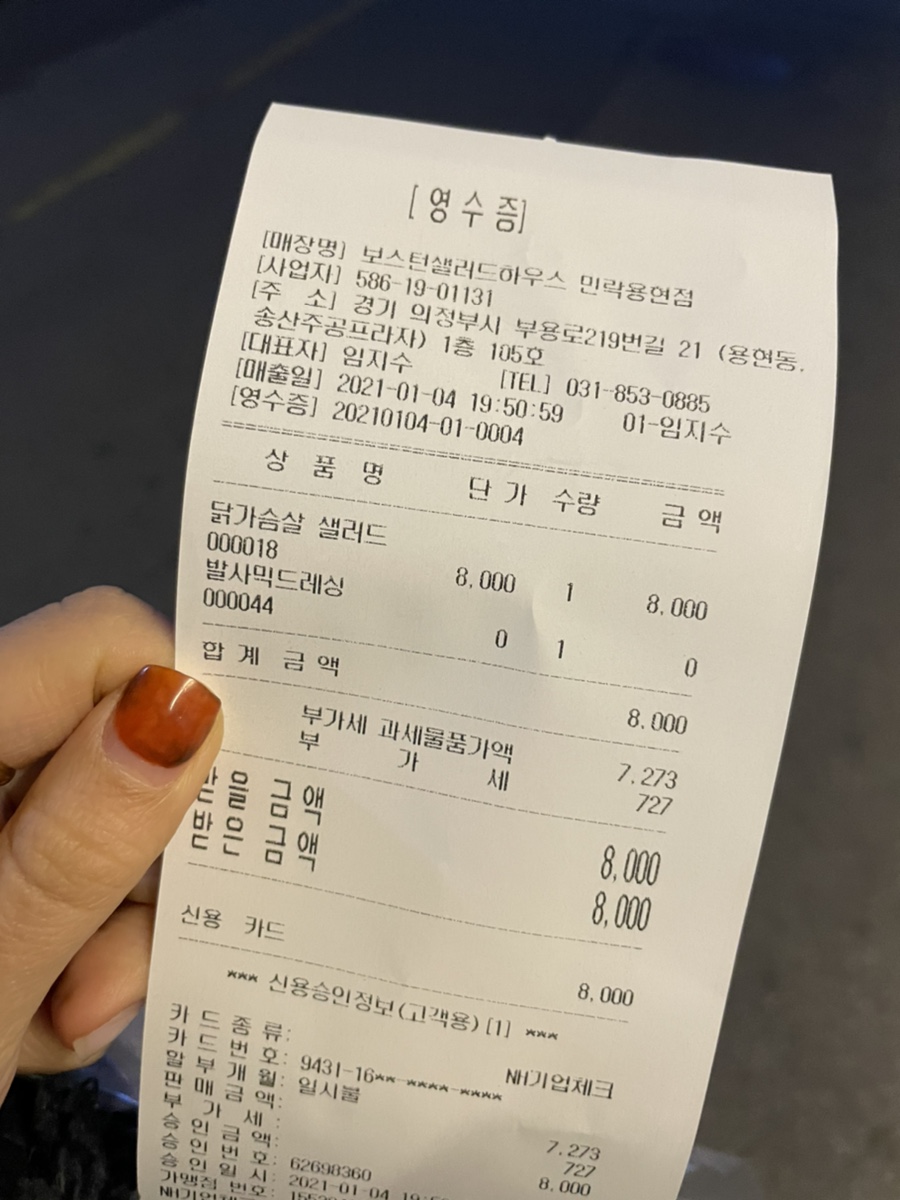 [영수증]
[매장명] 보스턴샐러드하우스 민락용현점
[사업자] 586-19-01131
[주 소] 경기 의정부시 부용로219번길 21 (용현동,
송산주공프라자) 1층 105호
[대표자] 임지수 [TEL] 031-853-0885
[매출일] 2021-01-04 19:50:59 01-임지수
[영수증] 20210104-01-0004
상 품 명 단 가 수량 금 액
닭가슴살 샐러드
000018 8,000 1 8,000
발사믹드레싱
000044 0 1 0
합 계 금 액 8,000
부가세 과세물품가액 7,273
부 가 세 727
받 을 금 액 8,000
받 은 금 액 8,000
신용 카드 8,000
*** 신용승인정보(고객용)[1] ***
카 드 종 류: NH기업체크
카 드 번 호: 9431-16**-****-****
할 부 개 월: 일시불
판 매 금 액: 7,273
부 가 세 : 727
승 인 금 액: 8,000
승 인 번 호: 62698360
승 인 일 시: 2021-01-04
가맹점 번호: